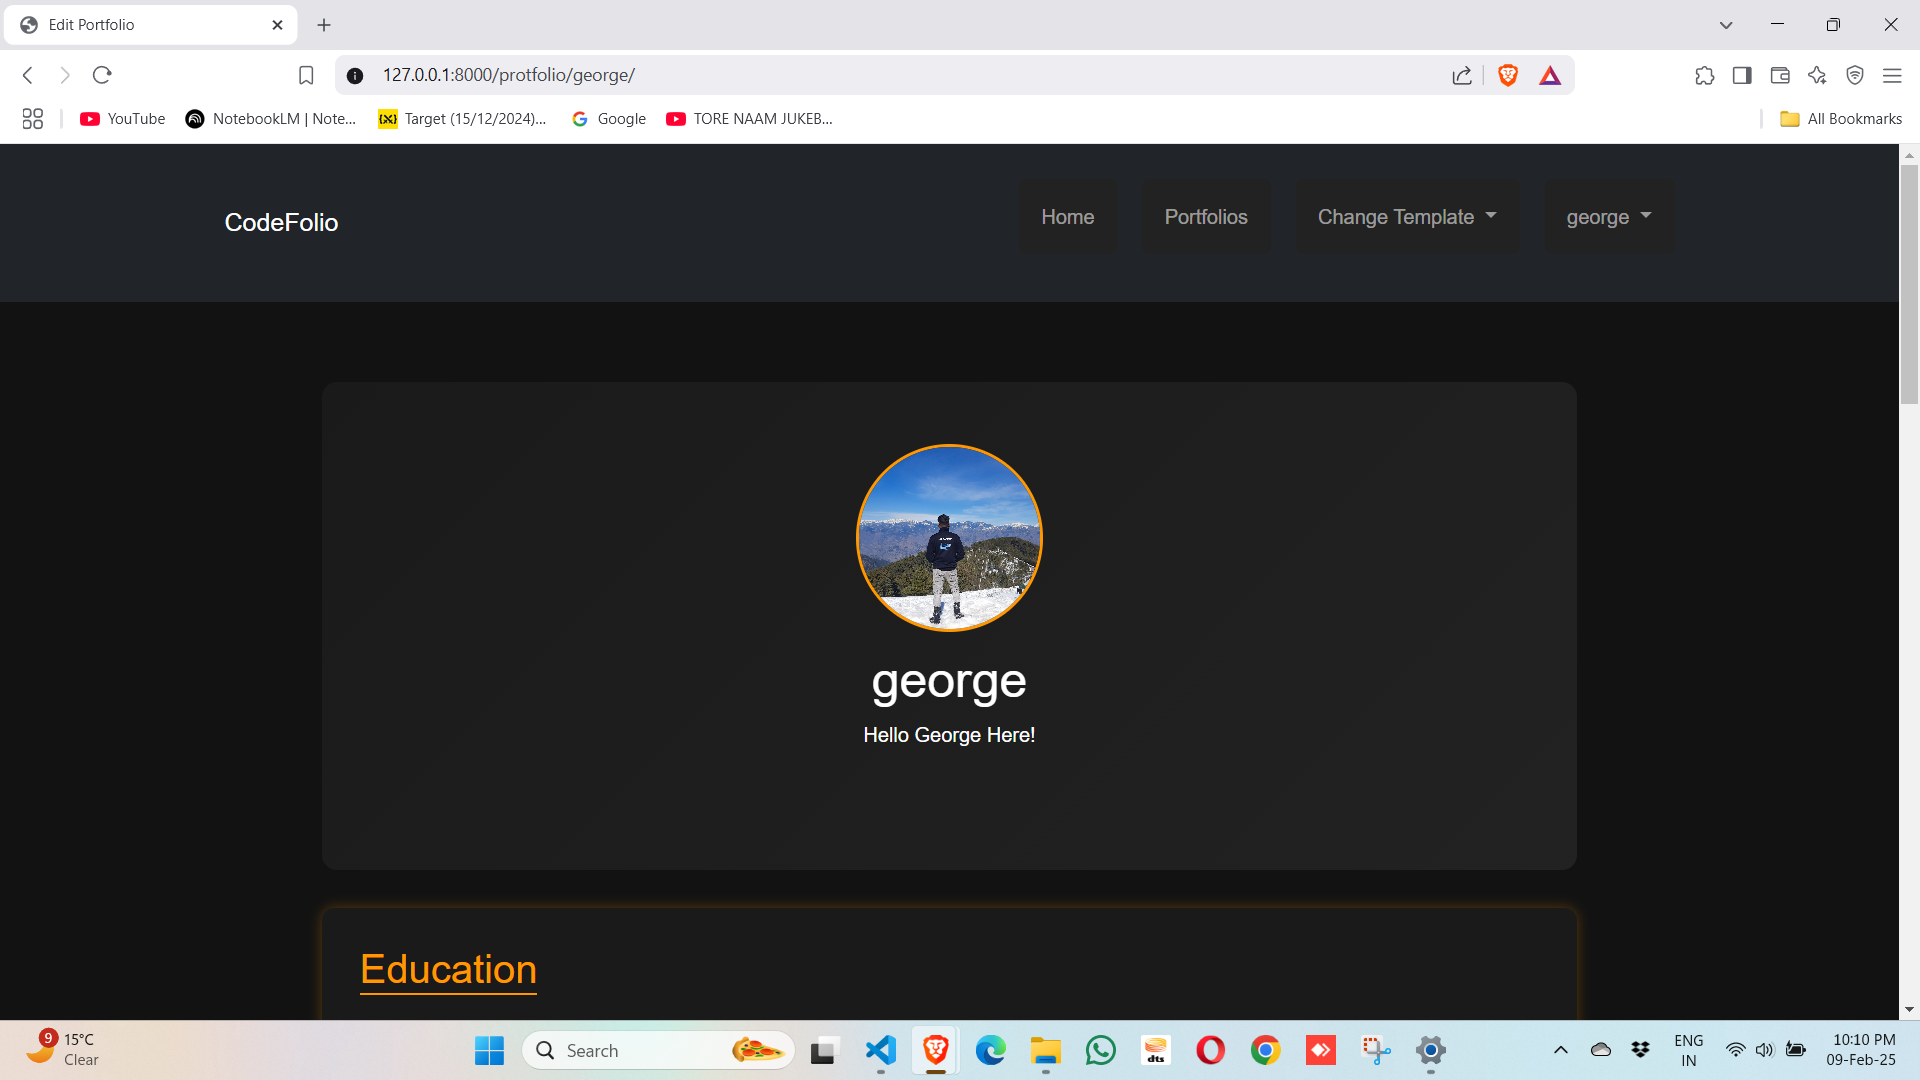 Edit Portfolio
127.0.0.1:8000/protfolio/george/
YouTube
NotebookLM | Note...
Target (15/12/2024)...
Google
TORE NAAM JUKEB...
All Bookmarks
CodeFolio
Home
Portfolios
Change Template
george
george
Hello George Here!
Education
9
15°C
Clear
Search
dts
ENG
IN
10:10 PM
09-Feb-25